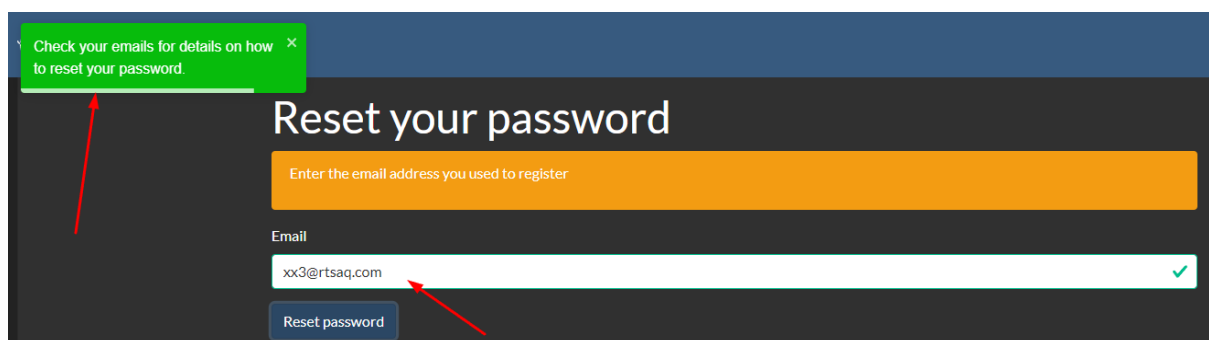 Check your emails for details on how ×
to reset your password.
Reset your password
Enter the email address you used to register
Email
xx3@rtsaq.com
Reset password